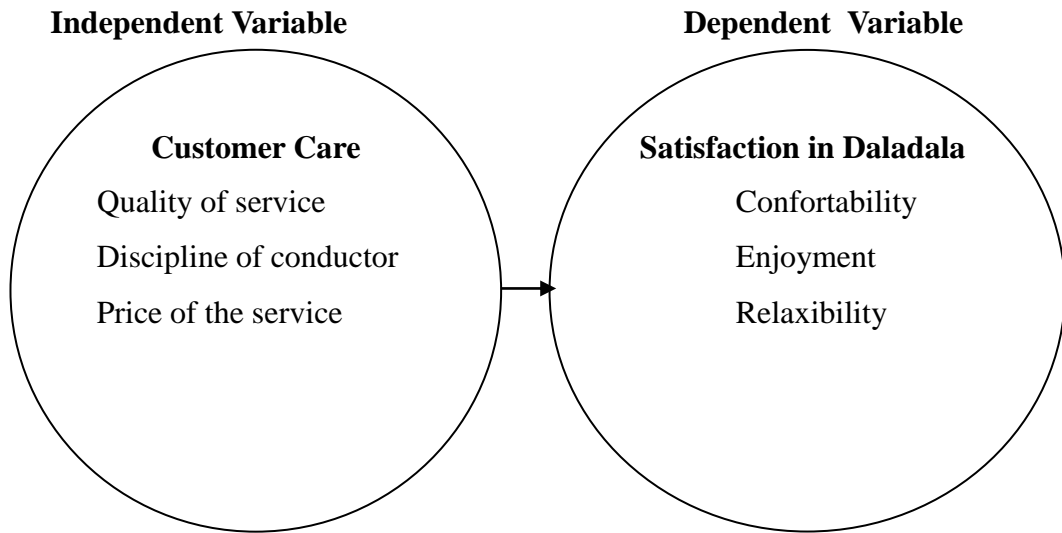 Independent Variable
Dependent Variable
Customer Care
Quality of service
Discipline of conductor
Price of the service
Satisfaction in Daladala
Confortability
Enjoyment
Relaxibility